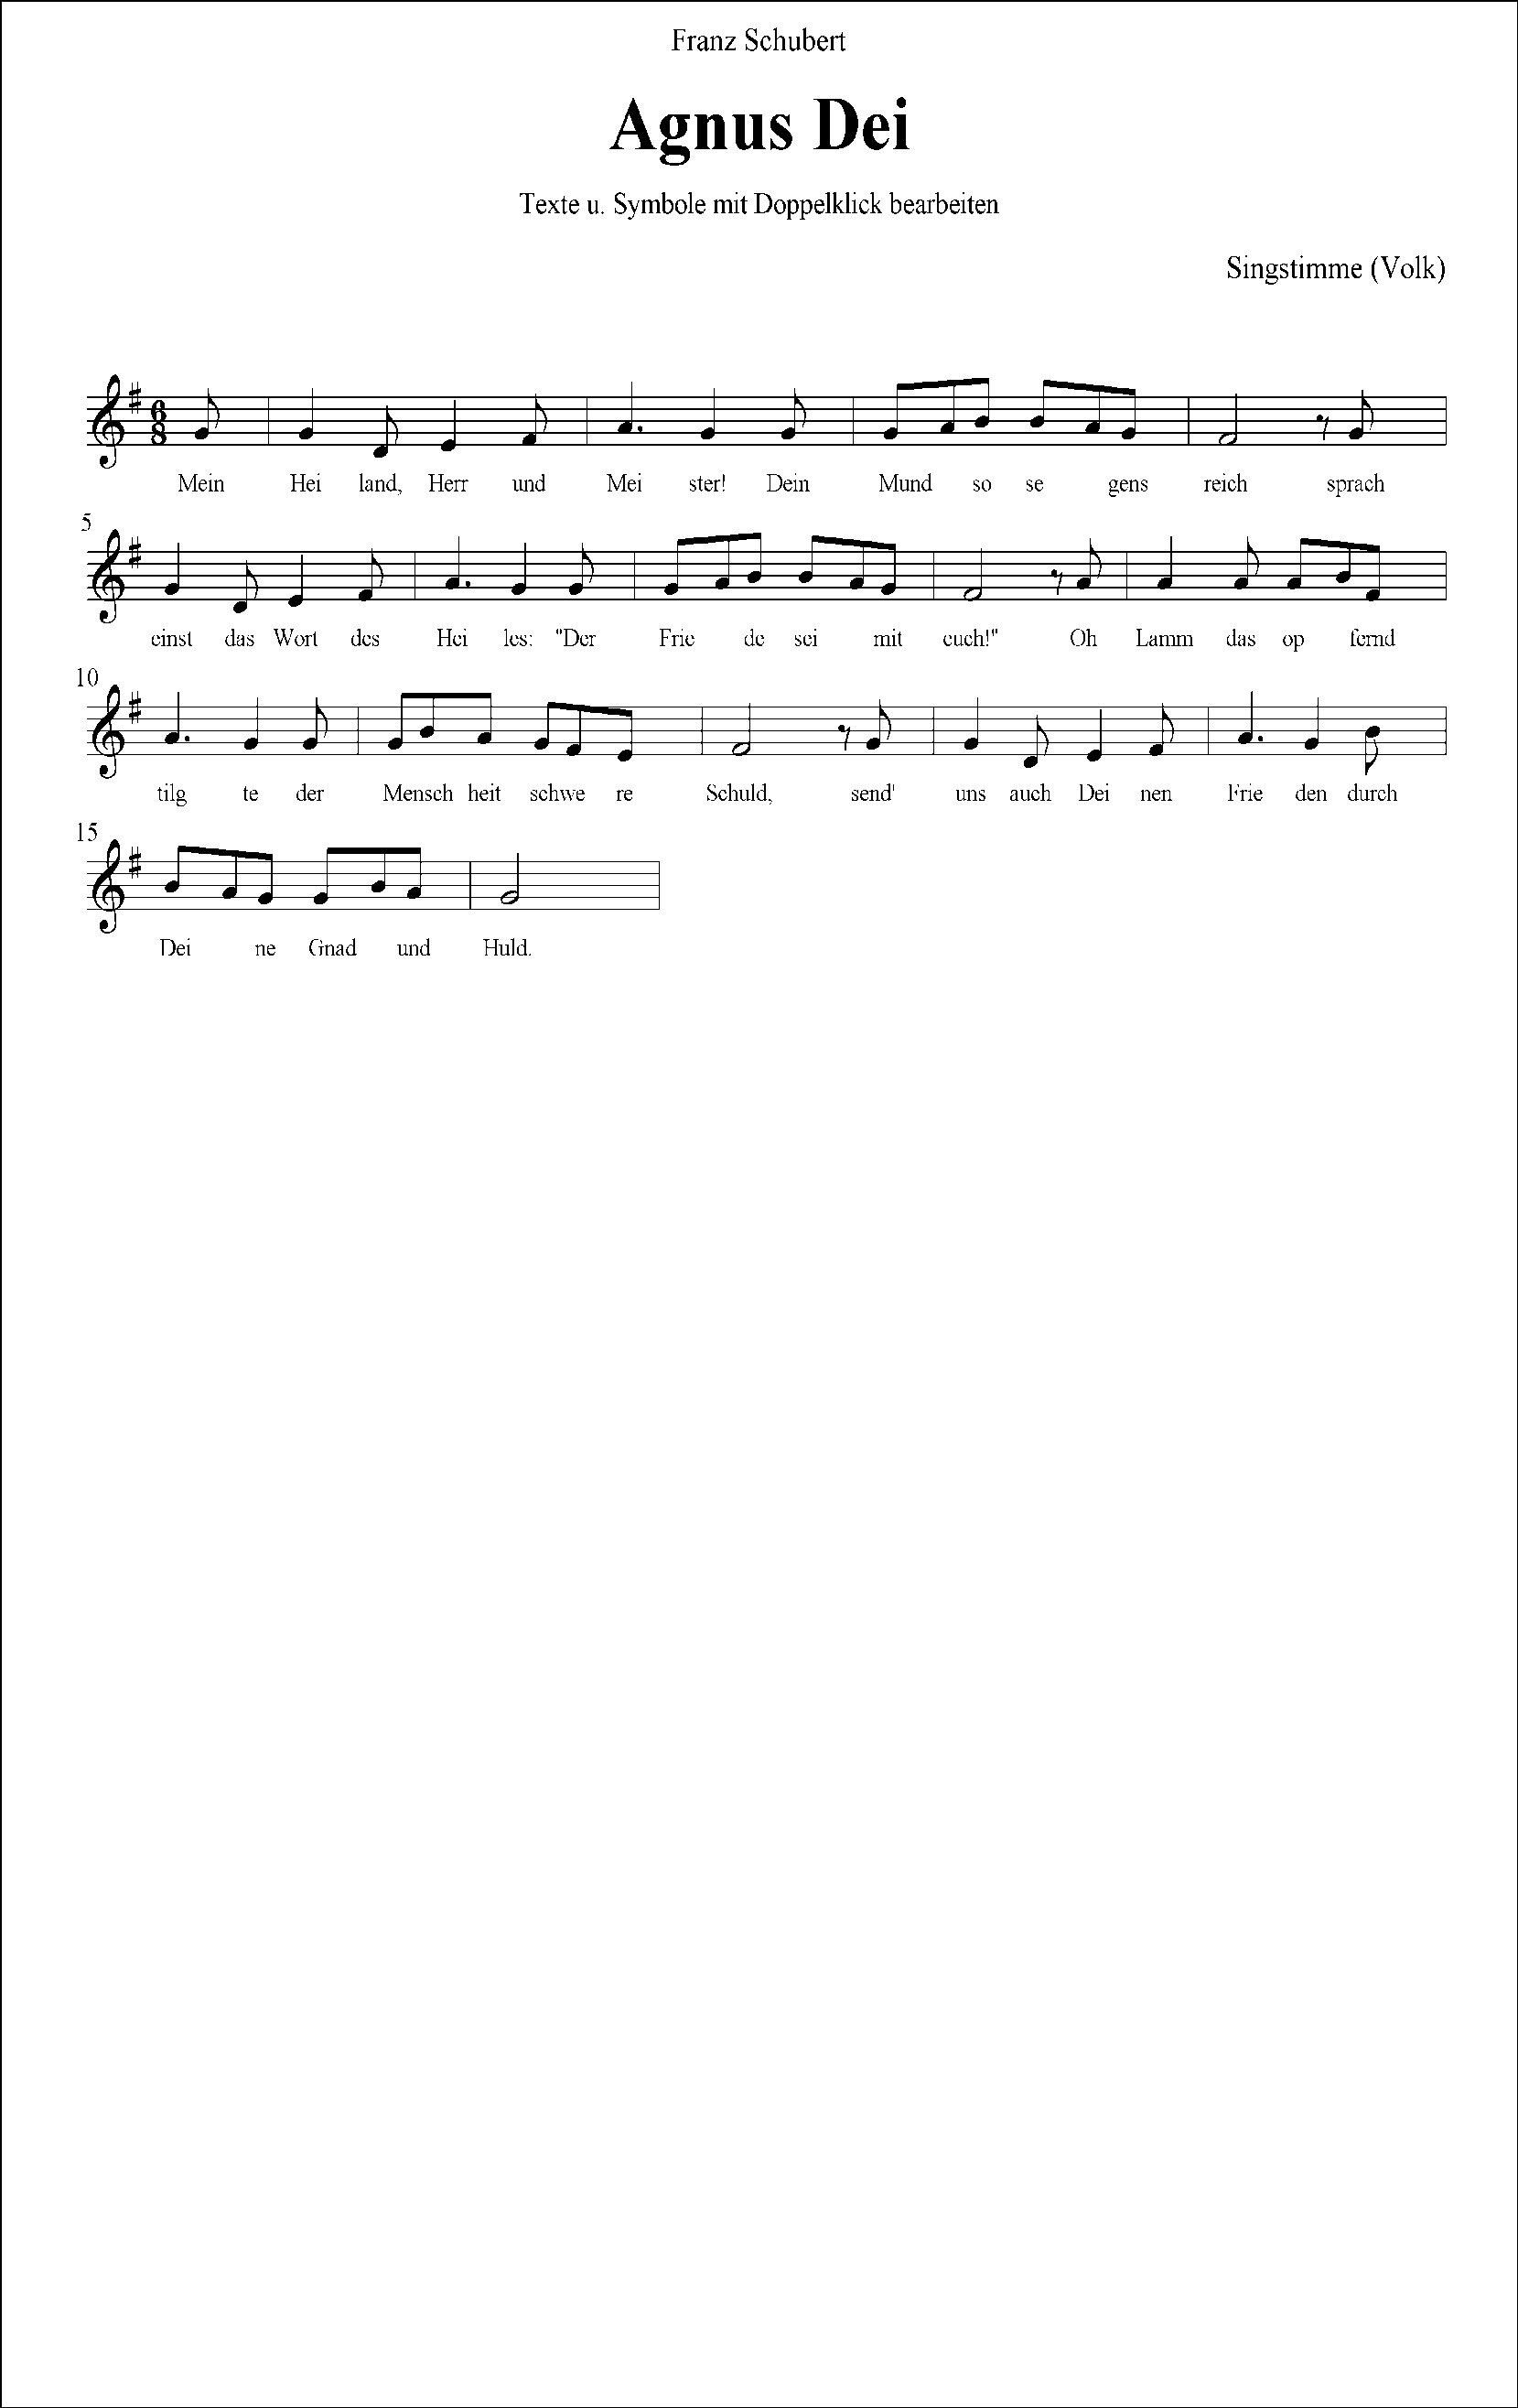 Franz Schubert
Agnus Dei
Texte u. Symbole mit Doppelklick bearbeiten
Singstimme (Volk)
6
8
Mein Hei land, Herr und Mei ster! Dein Mund so se gens reich sprach
5
einst das Wort des Hei les: "Der Frie de sei mit euch!" Oh Lamm das op fernd
10
tilg te der Mensch heit schwe re Schuld, send' uns auch Dei nen Frie den durch
15
Dei ne Gnad und Huld.